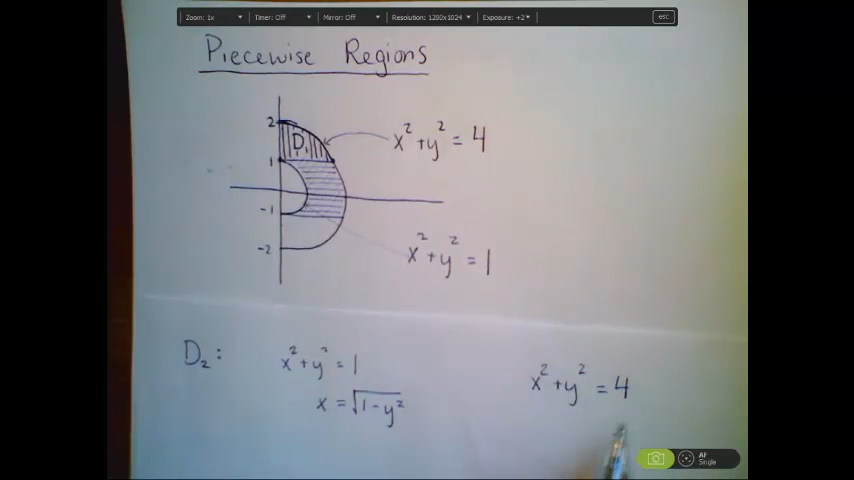 Zoom: 1x Timer: Off Mirror: Off Resolution: 1280x1024 Exposure: +2 esc
Piecewise Regions
2
D₁
x² + y² = 4
1
-1
x² + y² = 1
-2
D₂: x² + y² = 1
x² + y² = 4
x = √(1 - y²)
AF
Single